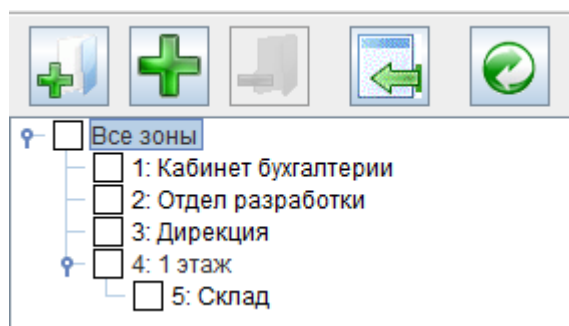 Все зоны
1: Кабинет бухгалтерии
2: Отдел разработки
3: Дирекция
4: 1 этаж
5: Склад